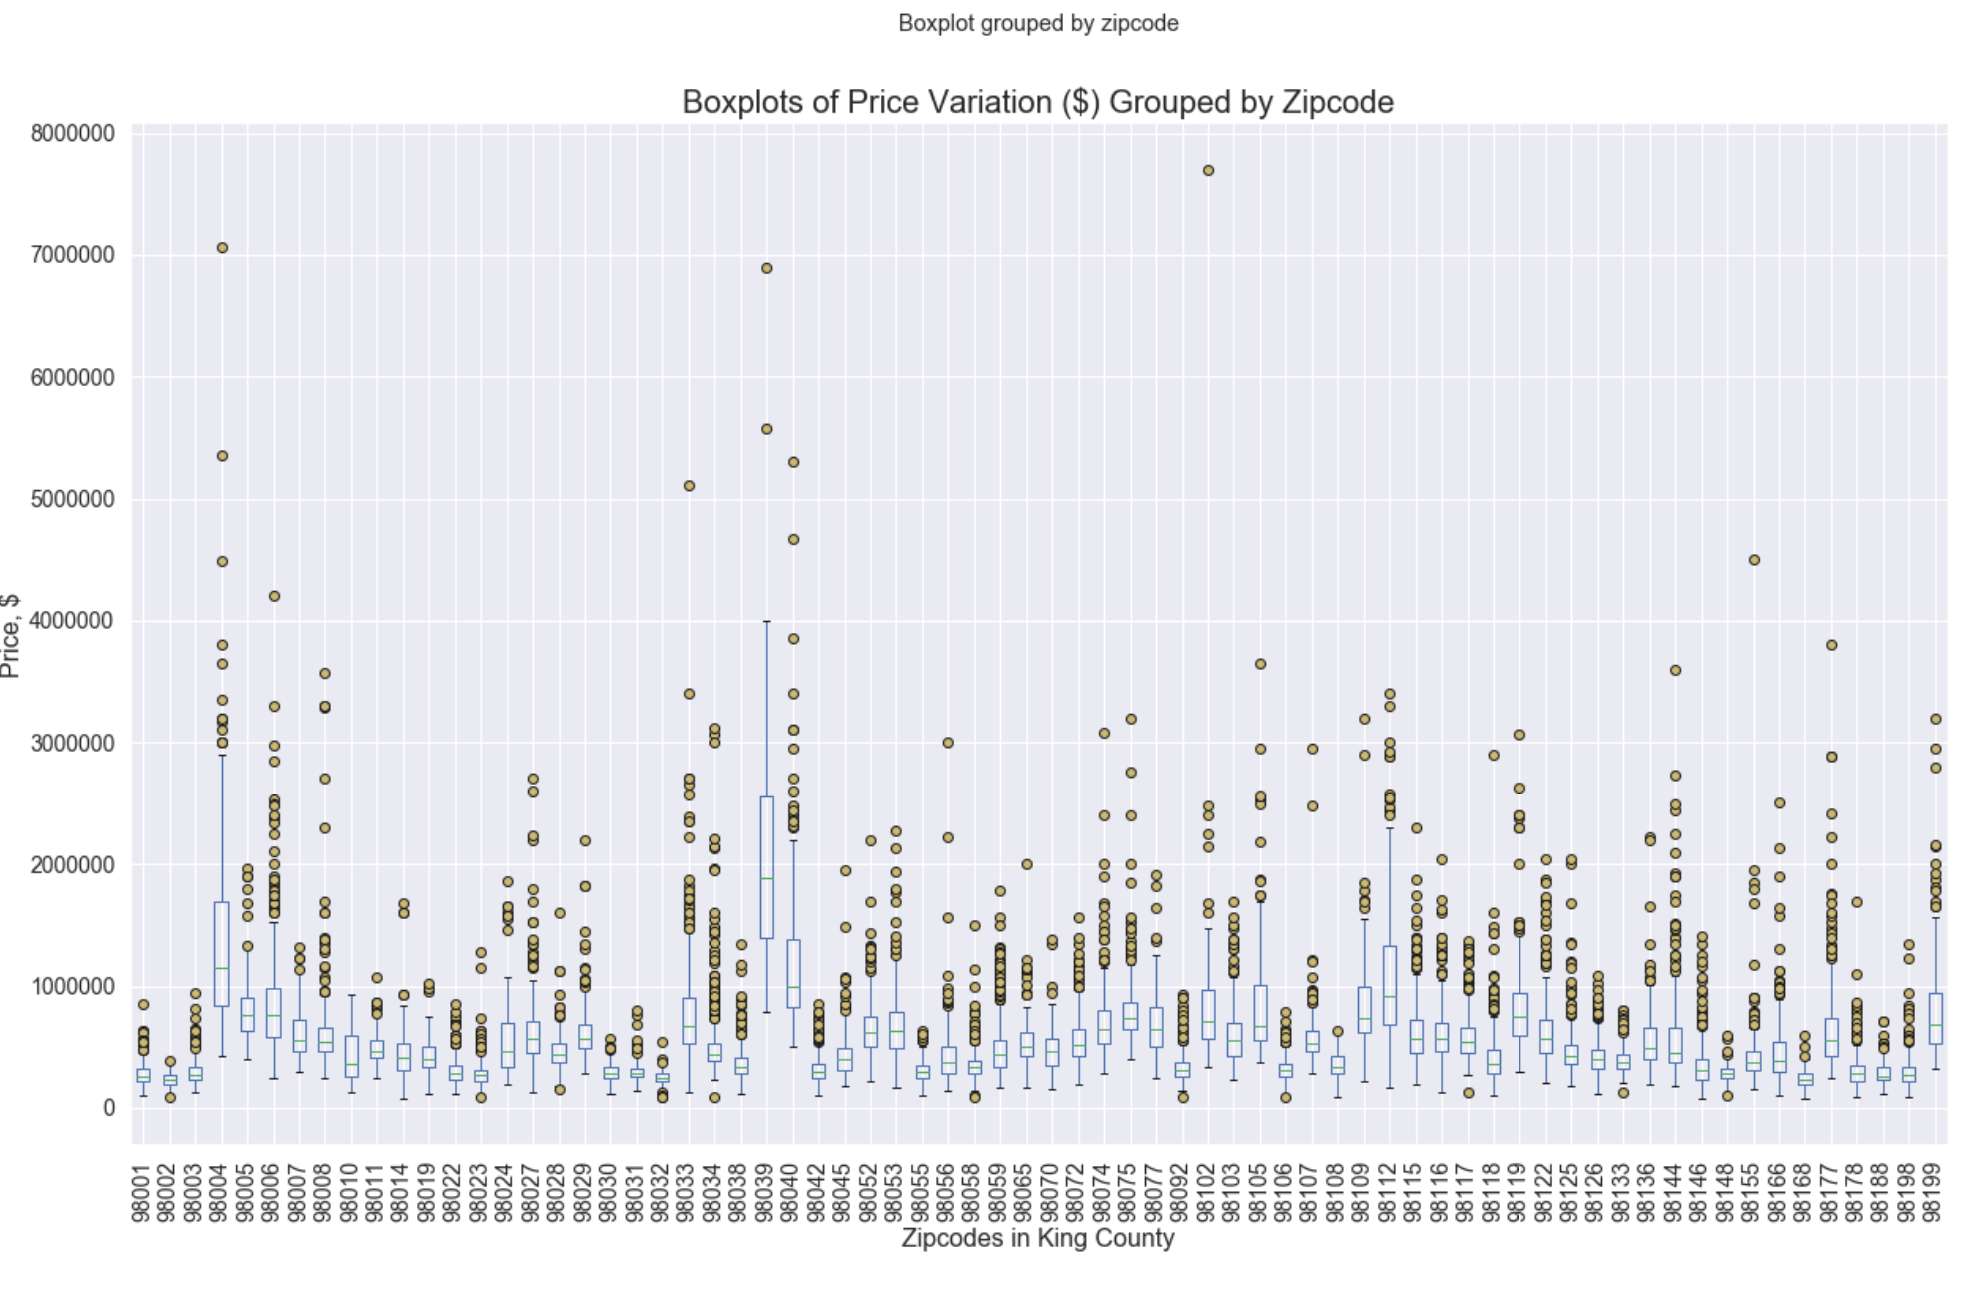 Boxplot grouped by zipcode
Boxplots of Price Variation ($) Grouped by Zipcode
8000000
7000000
6000000
5000000
4000000
3000000
2000000
1000000
0
Price, $
98001 98002 98003 98004 98005 98006 98007 98008 98010 98011 98014 98019 98022 98023 98024 98027 98028 98029 98030 98031 98032 98033 98034 98038 98039 98040 98042 98045 98052 98053 98055 98056 98058 98059 98065 98070 98072 98074 98075 98077 98092 98102 98103 98105 98106 98107 98108 98109 98112 98115 98116 98117 98118 98119 98122 98125 98126 98133 98136 98144 98146 98148 98155 98166 98168 98177 98178 98188 98198 98199
Zipcodes in King County